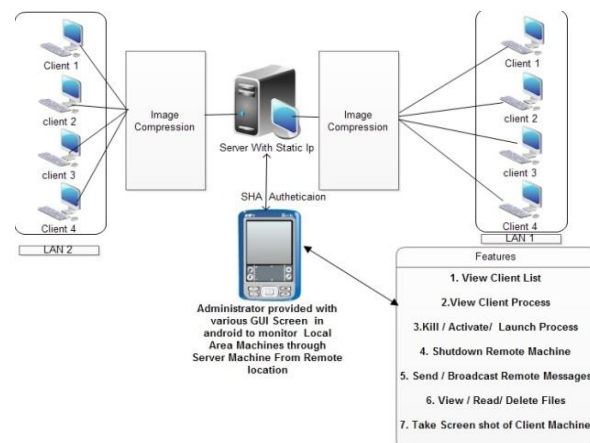 Client 1
client 2
client 3
Client 4
LAN 2
Image
Compression
Server With Static Ip
Image
Compression
Client 1
client 2
client 3
Client 4
LAN 1
SHA Autheticaion
Administrator provided with
various GUI Screen in
android to monitor Local
Area Machines through
Server Machine From Remote
location
Features
1. View Client List
2.View Client Process
3.Kill / Activate/ Launch Process
4. Shutdown Remote Machine
5. Send / Broadcast Remote Messages
6. View / Read/ Delete Files
7. Take Screen shot of Client Machine